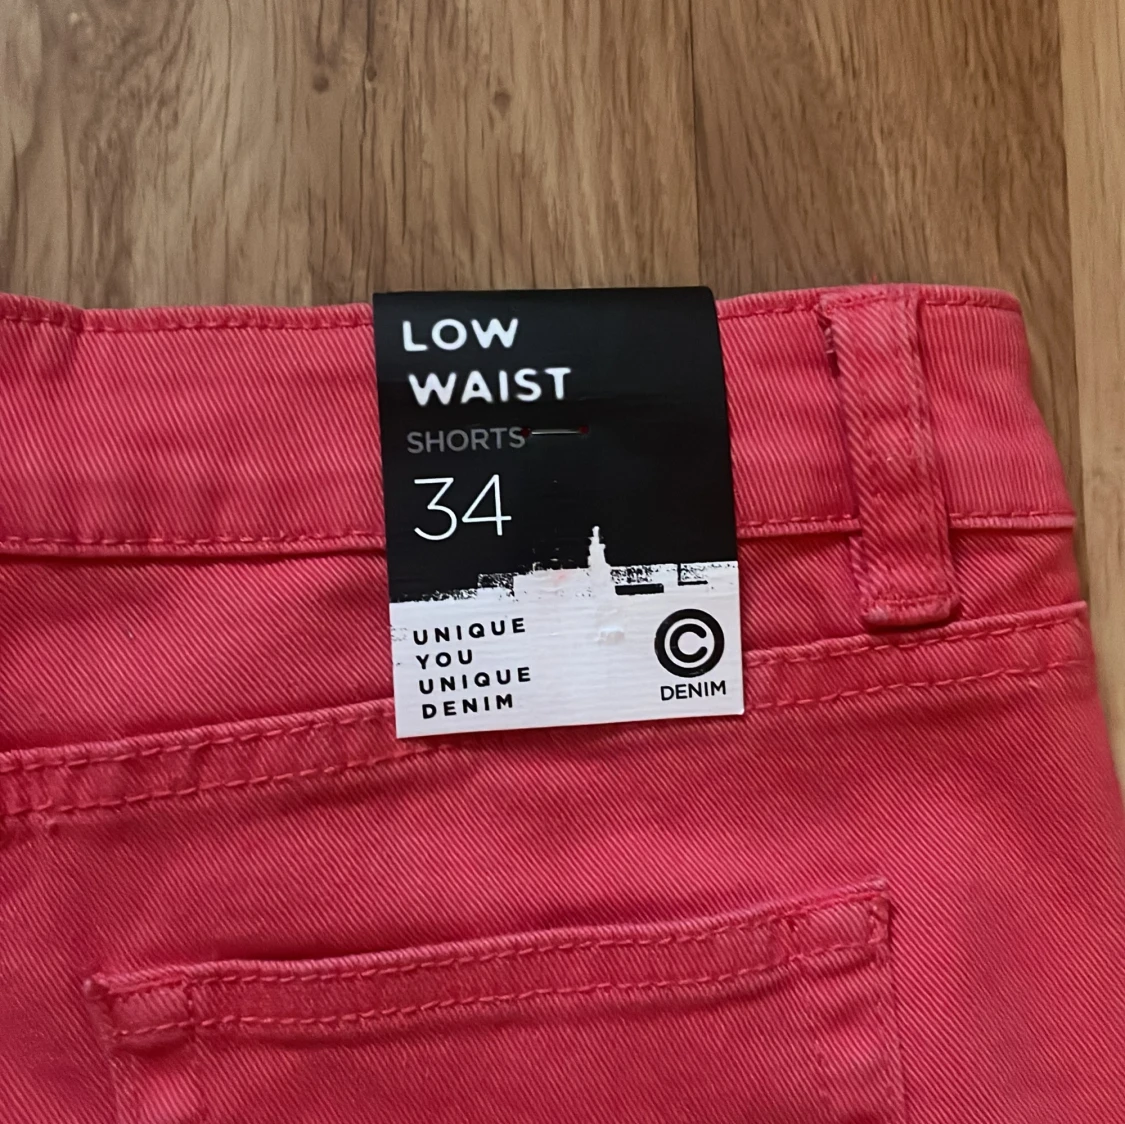 LOW
WAIST
SHORTS
34
UNIQUE
YOU
UNIQUE
DENIM
©
DENIM